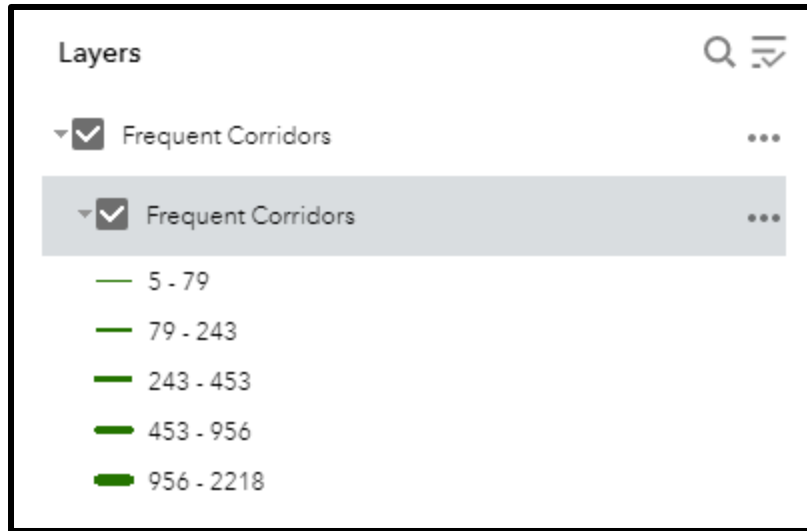 Layers
Frequent Corridors
Frequent Corridors
5 - 79
79 - 243
243 - 453
453 - 956
956 - 2218